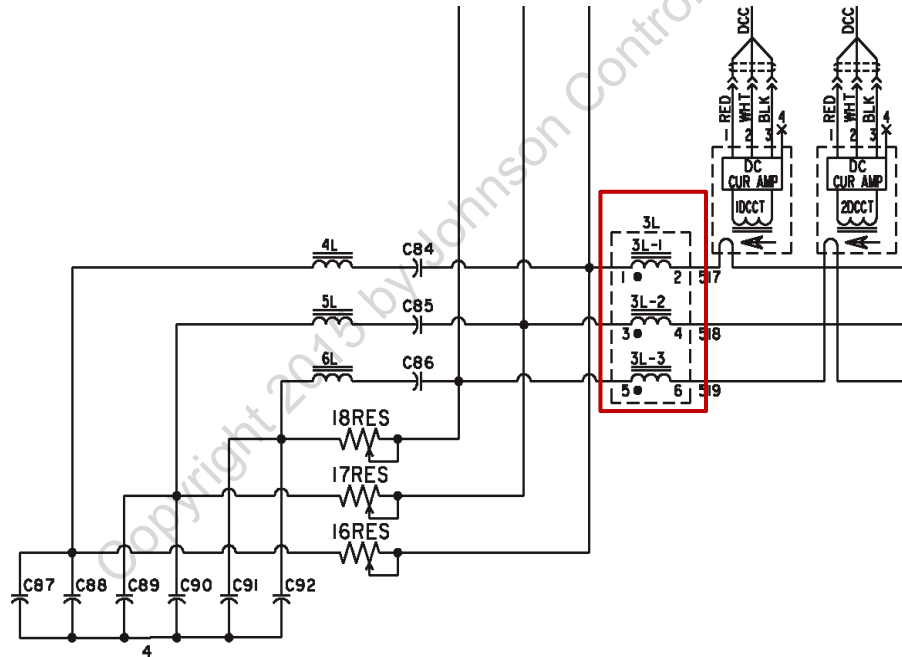 DCC
DCC
RED
WHT
BLK
4
RED
WHT
BLK
4
1
2
3
1
2
3
DC
CUR AMP
DC
CUR AMP
1DCCT
2DCCT
3L
4L
C84
3L-1
1
2
517
5L
C85
3L-2
3
4
518
6L
C86
3L-3
5
6
519
18RES
17RES
16RES
C87
C88
C89
C90
C91
C92
4
Copyright 2015 by Johnson Control